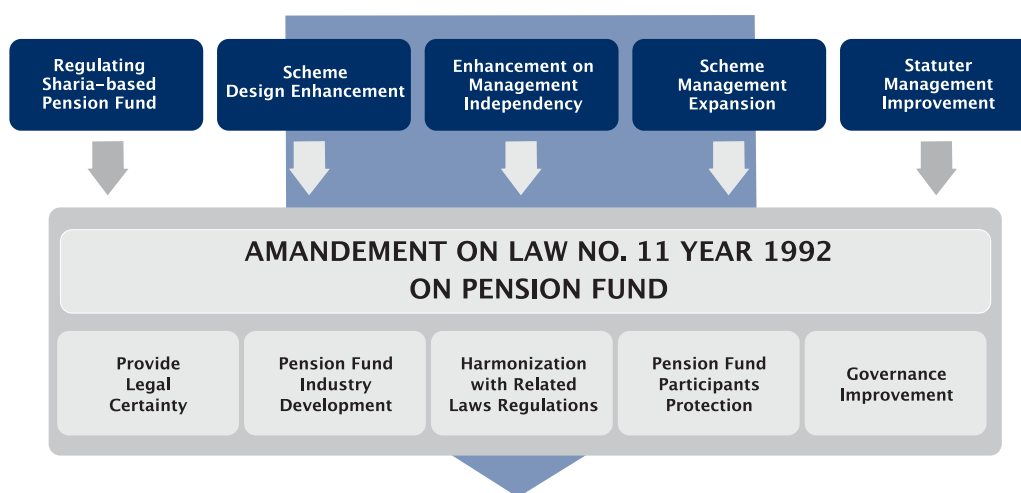 Regulating
Sharia-based
Pension Fund
Scheme
Design Enhancement
Enhancement on
Management
Independency
Scheme
Management
Expansion
Statuter
Management
Improvement
AMANDEMENT ON LAW NO. 11 YEAR 1992
ON PENSION FUND
Provide
Legal
Certainty
Pension Fund
Industry
Development
Harmonization
with Related
Laws Regulations
Pension Fund
Participants
Protection
Governance
Improvement